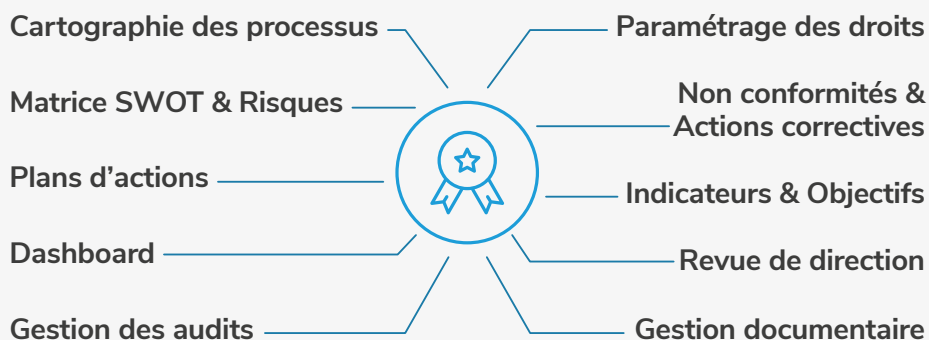 Cartographie des processus
Matrice SWOT & Risques
Plans d’actions
Dashboard
Gestion des audits
Paramétrage des droits
Non conformités &
Actions correctives
Indicateurs & Objectifs
Revue de direction
Gestion documentaire